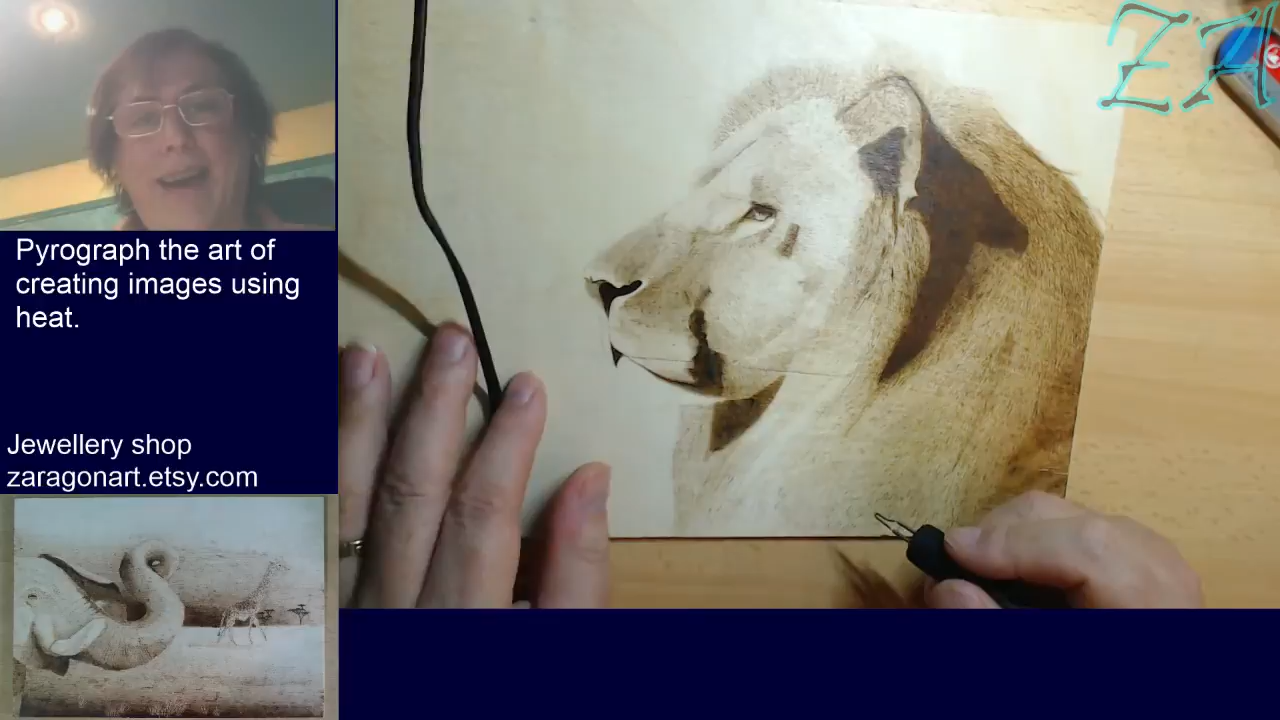 ZA
Pyrograph the art of
creating images using
heat.
Jewellery shop
zaragonart.etsy.com